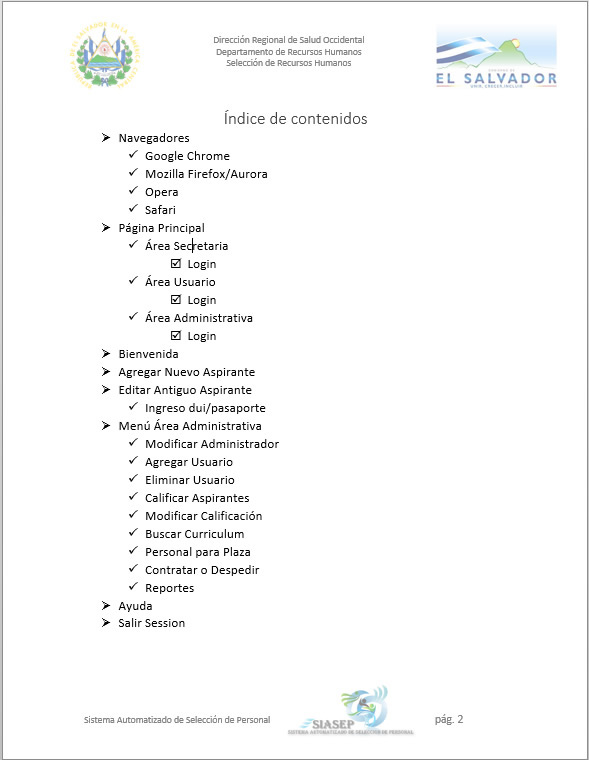 Dirección Regional de Salud Occidental
Departamento de Recursos Humanos
Selección de Recursos Humanos
GOBIERNO DE
EL SALVADOR
UNIR, CRECER, INCLUIR
Índice de contenidos
Navegadores
Google Chrome
Mozilla Firefox/Aurora
Opera
Safari
Página Principal
Área Secretaria
Login
Área Usuario
Login
Área Administrativa
Login
Bienvenida
Agregar Nuevo Aspirante
Editar Antiguo Aspirante
Ingreso dui/pasaporte
Menú Área Administrativa
Modificar Administrador
Agregar Usuario
Eliminar Usuario
Calificar Aspirantes
Modificar Calificación
Buscar Curriculum
Personal para Plaza
Contratar o Despedir
Reportes
Ayuda
Salir Session
Sistema Automatizado de Selección de Personal
SIASEP
SISTEMA AUTOMATIZADO DE SELECCIÓN DE PERSONAL
pág. 2